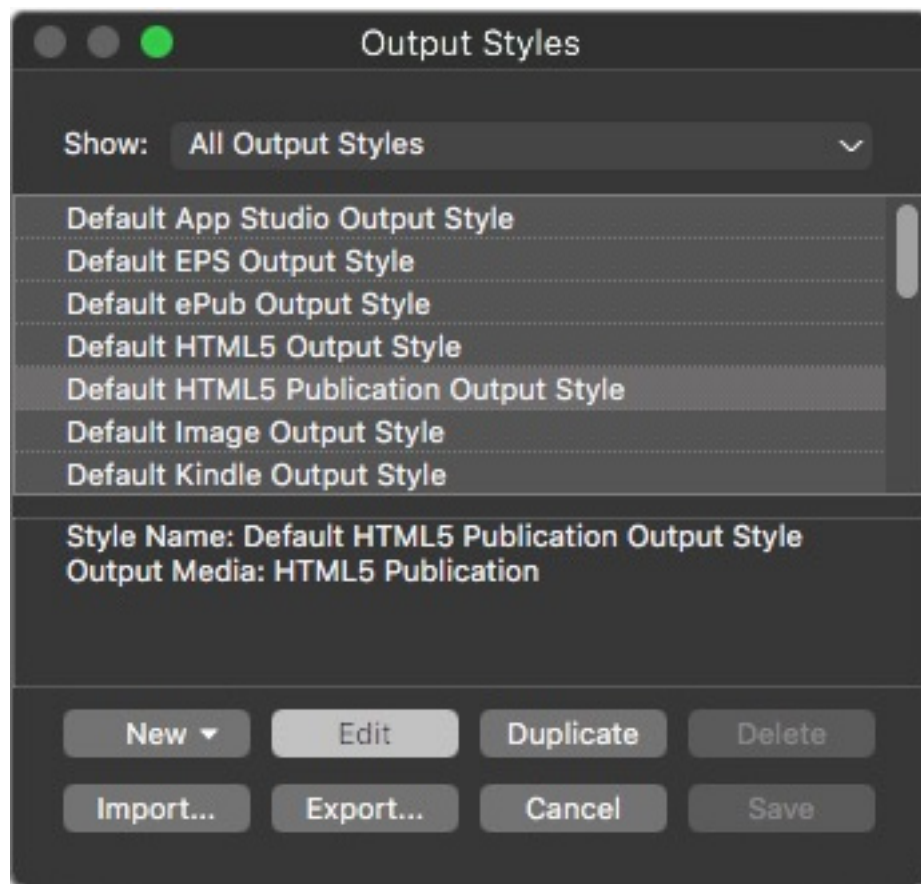 Output Styles
Show: All Output Styles
Default App Studio Output Style
Default EPS Output Style
Default ePub Output Style
Default HTML5 Output Style
Default HTML5 Publication Output Style
Default Image Output Style
Default Kindle Output Style
Style Name: Default HTML5 Publication Output Style
Output Media: HTML5 Publication
New Edit Duplicate Delete
Import... Export... Cancel Save